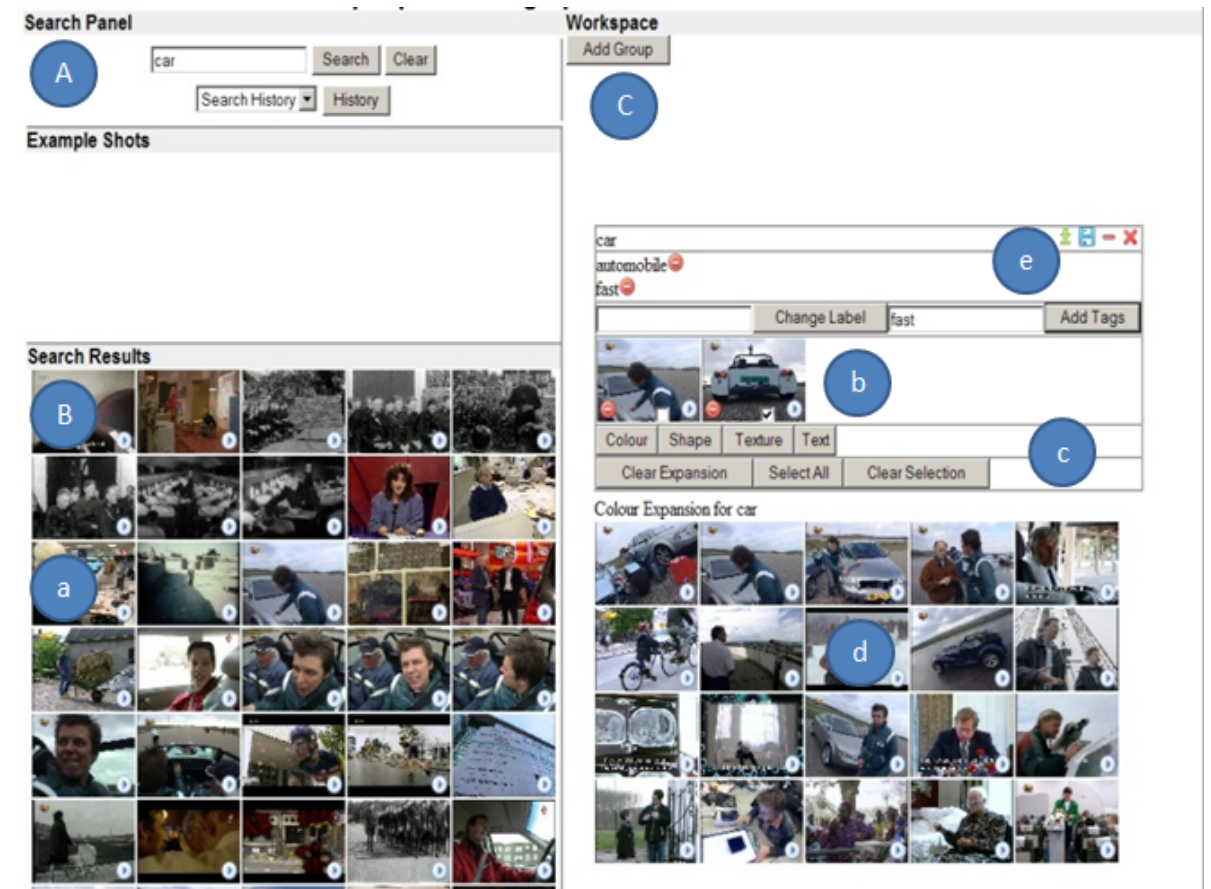 Search Panel
A
car
Search
Clear
Search History
History
Example Shots
Search Results
B
a
Workspace
Add Group
C
car
e
automobile
fast
Change Label
fast
Add Tags
b
Colour
Shape
Texture
Text
c
Clear Expansion
Select All
Clear Selection
Colour Expansion for car
d